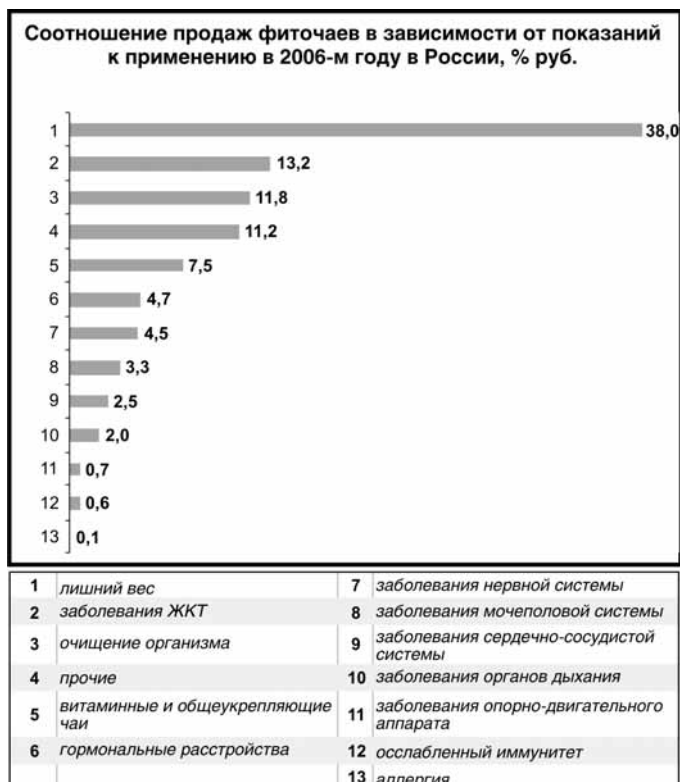 Соотношение продаж фиточаев в зависимости от показаний
к применению в 2006-м году в России, % руб.
1 38,0
2 13,2
3 11,8
4 11,2
5 7,5
6 4,7
7 4,5
8 3,3
9 2,5
10 2,0
11 0,7
12 0,6
13 0,1
1 лишний вес
2 заболевания ЖКТ
3 очищение организма
4 прочие
5 витаминные и общеукрепляющие
чаи
6 гормональные расстройства
7 заболевания нервной системы
8 заболевания мочеполовой системы
9 заболевания сердечно-сосудистой
системы
10 заболевания органов дыхания
11 заболевания опорно-двигательного
аппарата
12 осслабленный иммунитет
13 аллергия